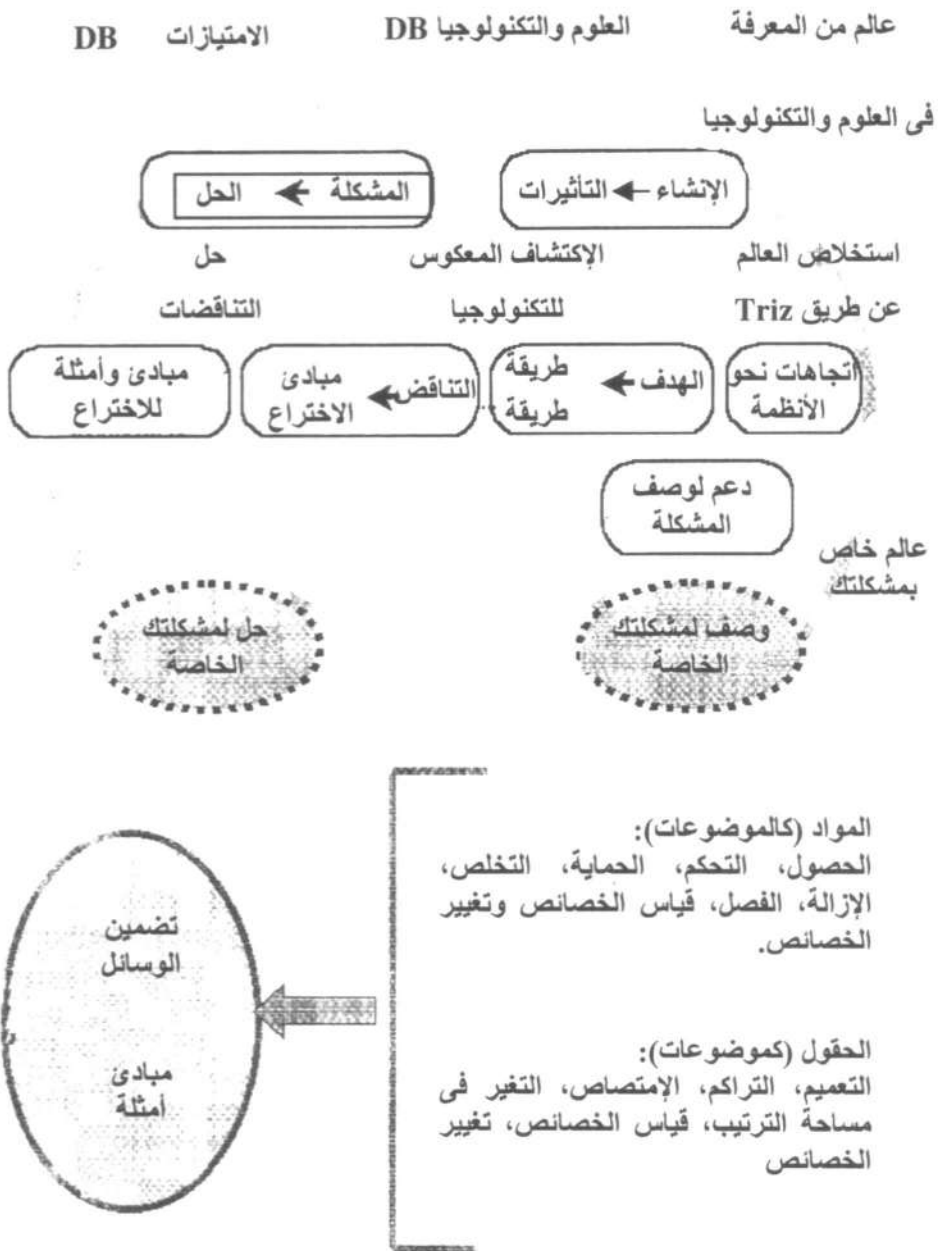 عالم من المعرفة العلوم والتكنولوجيا DB الامتيازات DB
فى العلوم والتكنولوجيا
الإنشاء التأثيرات المشكلة الحل
استخلاص العالم الإكتشاف المعكوس حل
عن طريق Triz للتكنولوجيا التناقضات
اتجاهات نحو
الأنظمة
الهدف
طريقة
طريقة
التناقض
مبادئ
الاختراع
مبادئ وأمثلة
للاختراع
دعم لوصف
المشكلة
عالم خاص
بمشكلتك
وصف لمشكلتك
الخاصة
حل لمشكلتك
الخاصة
المواد (كالموضوعات):
الحصول، التحكم، الحماية، التخلص،
الإزالة، الفصل، قياس الخصائص وتغيير
الخصائص.
الحقول (كموضوعات):
التعميم، التراكم، الإمتصاص، التغير فى
مساحة الترتيب، قياس الخصائص، تغيير
الخصائص
تضمين
الوسائل
مبادئ
أمثلة